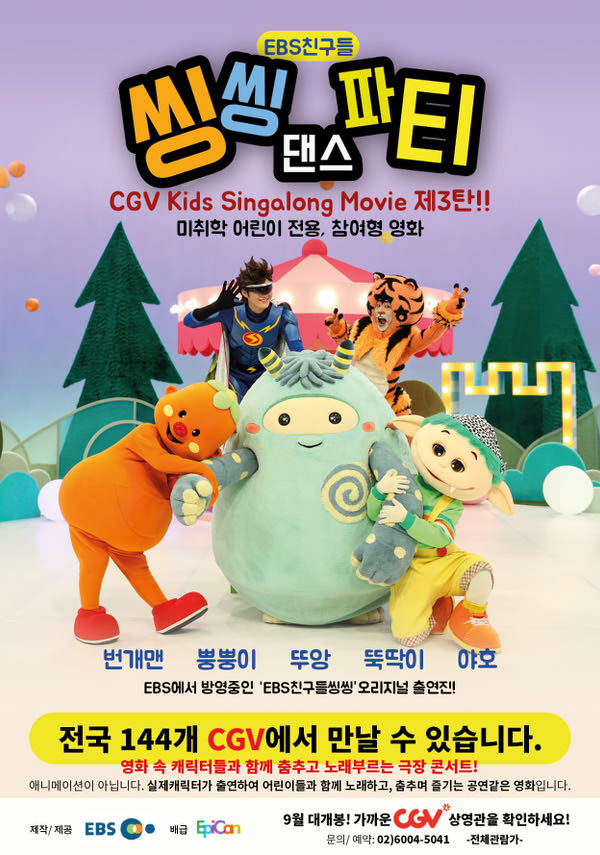 EBS친구들
씽씽 댄스 파티
CGV Kids Singalong Movie 제3탄!!
미취학 어린이 전용, 참여형 영화
번개맨 뿡뿡이 뚜앙 뚝딱이 야호
EBS에서 방영중인 ‘EBS친구들씽씽’ 오리지널 출연진!
전국 144개 CGV에서 만날 수 있습니다.
영화 속 캐릭터들과 함께 춤추고 노래부르는 극장 콘서트!
애니메이션이 아닙니다. 실제캐릭터가 출연하여 어린이들과 함께 노래하고, 춤추며 즐기는 공연같은 영화입니다.
제작/ 제공 EBS 배급 EpiCan 9월 대개봉! 가까운 CGV 상영관을 확인하세요!
문의/ 예약: 02)6004-5041 -전체관람가-